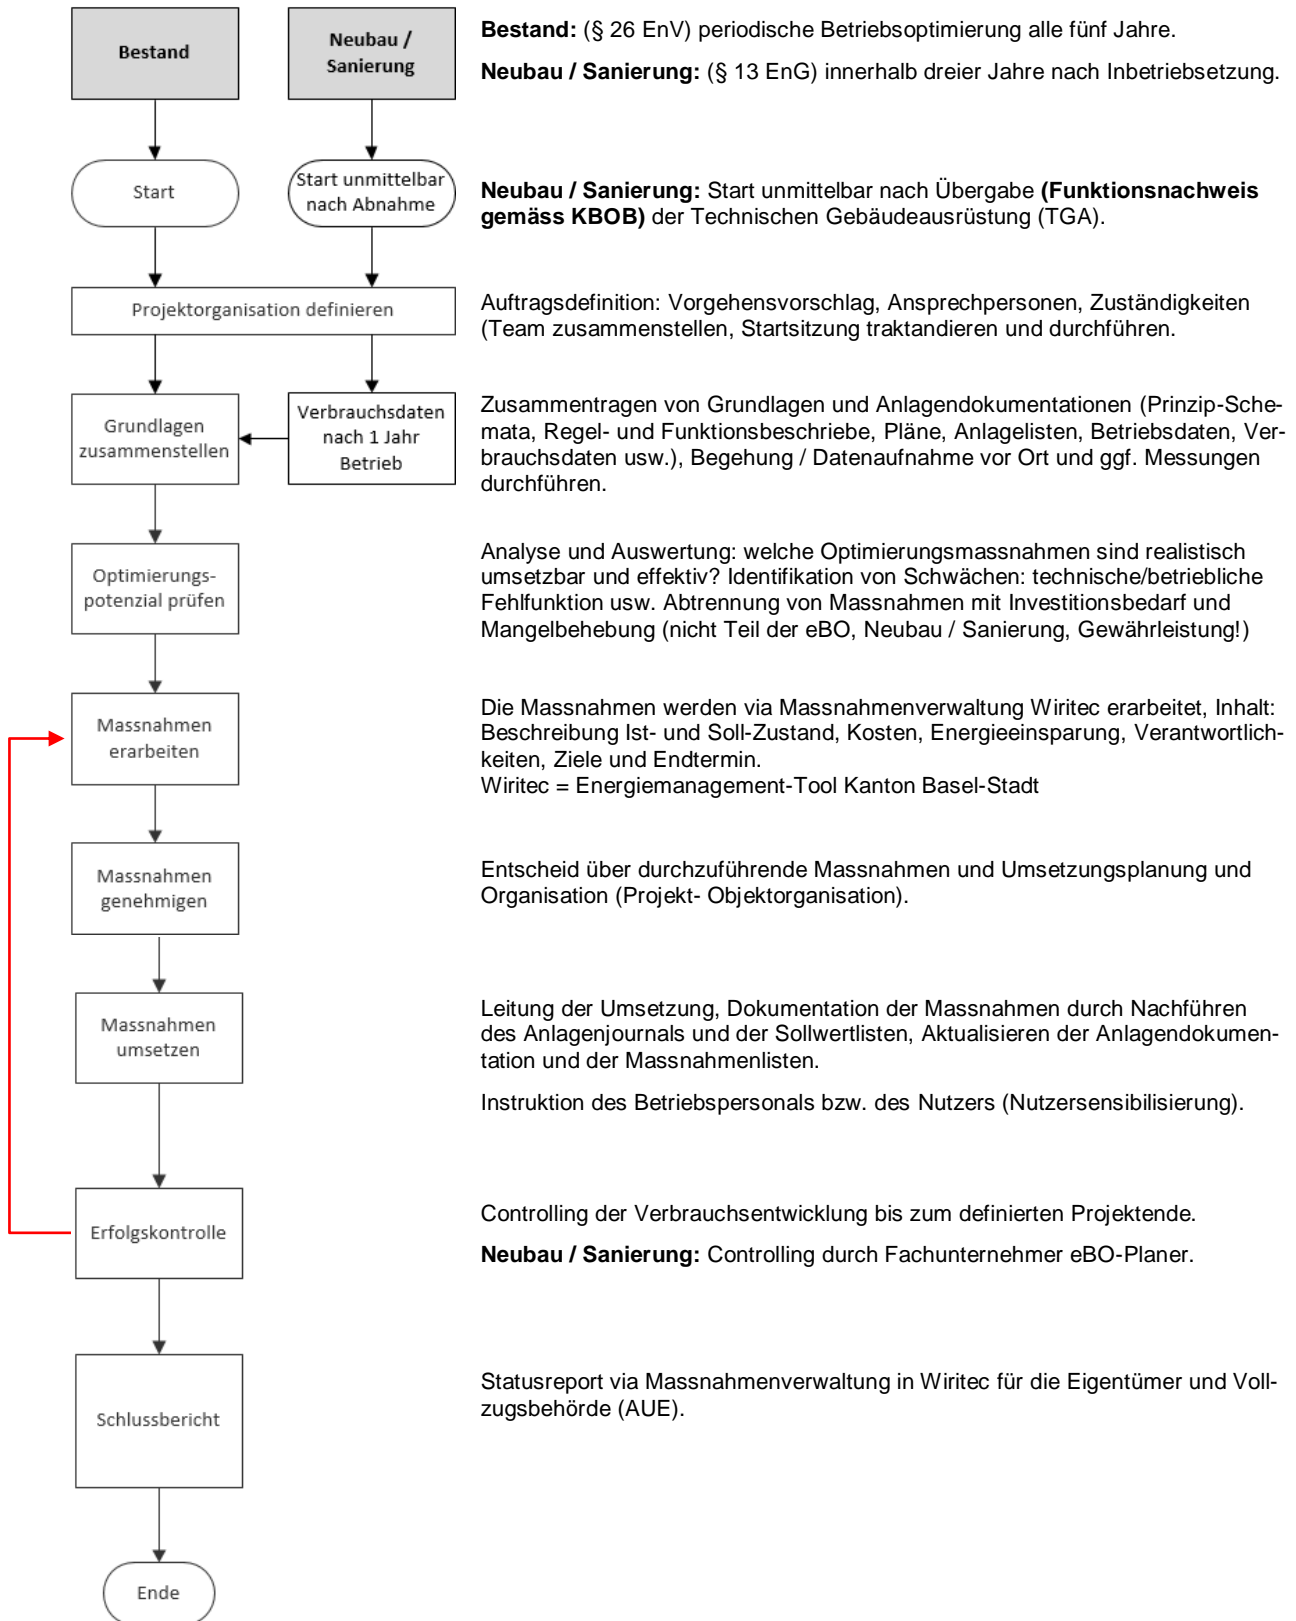 Bestand
Neubau /
Sanierung
Bestand: (§ 26 EnV) periodische Betriebsoptimierung alle fünf Jahre.
Neubau / Sanierung: (§ 13 EnG) innerhalb dreier Jahre nach Inbetriebsetzung.
Start
Start unmittelbar
nach Abnahme
Neubau / Sanierung: Start unmittelbar nach Übergabe (Funktionsnachweis
gemäss KBOB) der Technischen Gebäudeausrüstung (TGA).
Projektorganisation definieren
Auftragsdefinition: Vorgehensvorschlag, Ansprechpersonen, Zuständigkeiten
(Team zusammenstellen, Startsitzung traktandieren und durchführen.
Grundlagen
zusammenstellen
Verbrauchsdaten
nach 1 Jahr
Betrieb
Zusammentragen von Grundlagen und Anlagendokumentationen (Prinzip-Sche-
mata, Regel- und Funktionsbeschriebe, Pläne, Anlagelisten, Betriebsdaten, Ver-
brauchsdaten usw.), Begehung / Datenaufnahme vor Ort und ggf. Messungen
durchführen.
Optimierungs-
potenzial prüfen
Analyse und Auswertung: welche Optimierungsmassnahmen sind realistisch
umsetzbar und effektiv? Identifikation von Schwächen: technische/betriebliche
Fehlfunktion usw. Abtrennung von Massnahmen mit Investitionsbedarf und
Mangelbehebung (nicht Teil der eBO, Neubau / Sanierung, Gewährleistung!)
Massnahmen
erarbeiten
Die Massnahmen werden via Massnahmenverwaltung Wiritec erarbeitet, Inhalt:
Beschreibung Ist- und Soll-Zustand, Kosten, Energieeinsparung, Verantwortlich-
keiten, Ziele und Endtermin.
Wiritec = Energiemanagement-Tool Kanton Basel-Stadt
Massnahmen
genehmigen
Entscheid über durchzuführende Massnahmen und Umsetzungsplanung und
Organisation (Projekt- Objektorganisation).
Massnahmen
umsetzen
Leitung der Umsetzung, Dokumentation der Massnahmen durch Nachführen
des Anlagenjournals und der Sollwertlisten, Aktualisieren der Anlagendokumen-
tation und der Massnahmenlisten.
Instruktion des Betriebspersonals bzw. des Nutzers (Nutzersensibilisierung).
Erfolgskontrolle
Controlling der Verbrauchsentwicklung bis zum definierten Projektende.
Neubau / Sanierung: Controlling durch Fachunternehmer eBO-Planer.
Schlussbericht
Statusreport via Massnahmenverwaltung in Wiritec für die Eigentümer und Voll-
zugsbehörde (AUE).
Ende